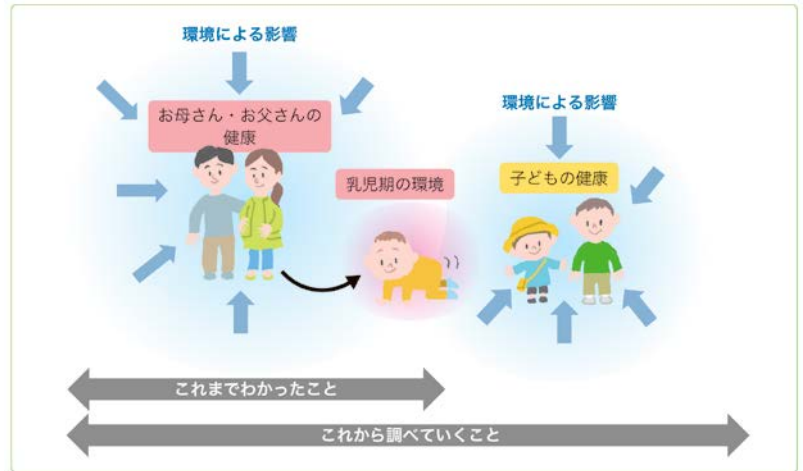 環境による影響
お母さん・お父さんの
健康
乳児期の環境
環境による影響
子どもの健康
これまでわかったこと
これから調べていくこと